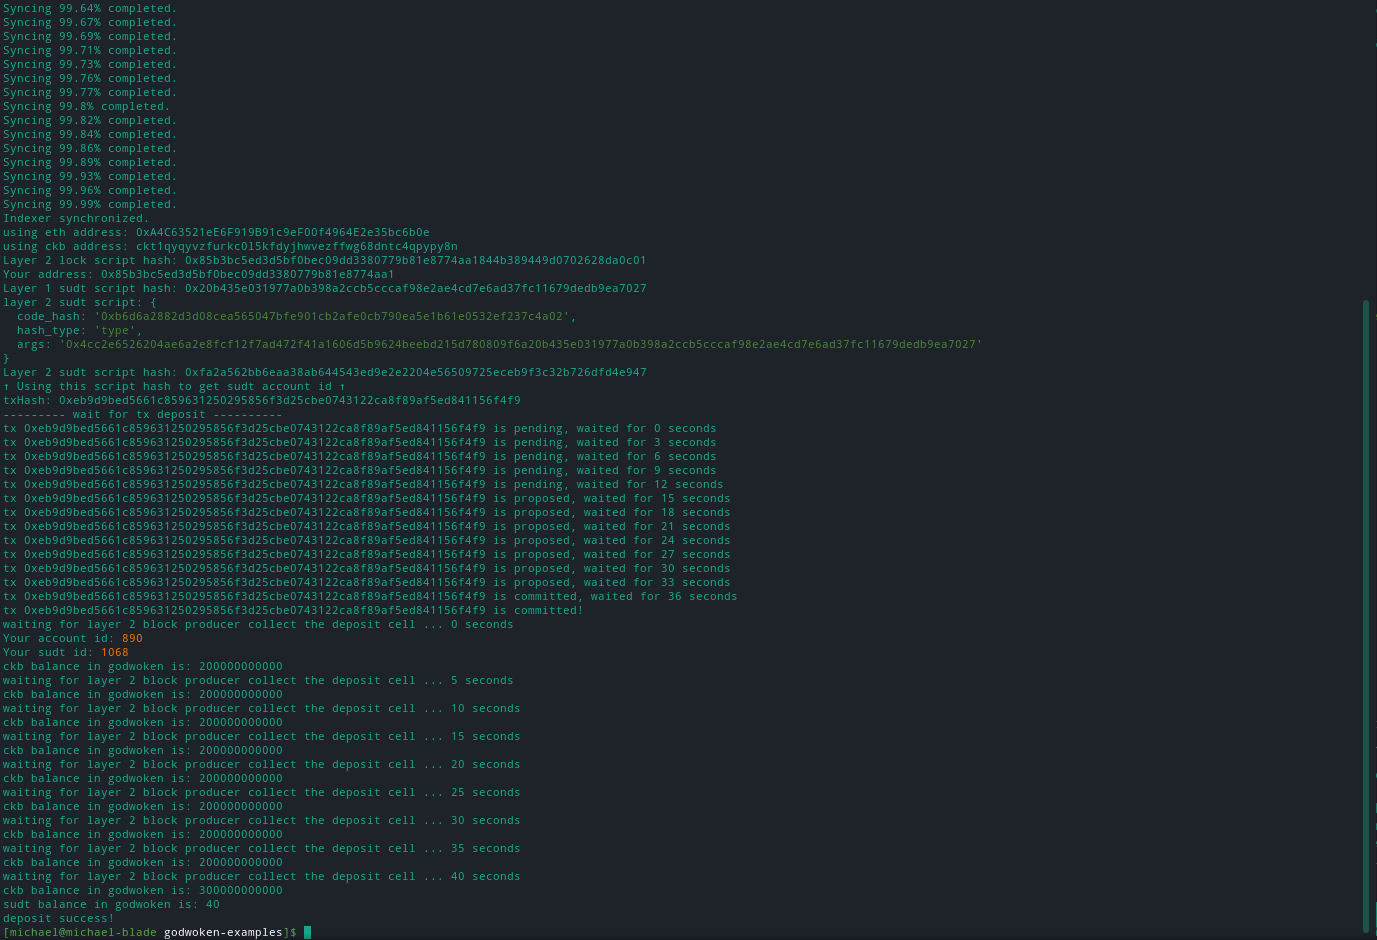 Syncing 99.64% completed.
Syncing 99.67% completed.
Syncing 99.69% completed.
Syncing 99.71% completed.
Syncing 99.73% completed.
Syncing 99.76% completed.
Syncing 99.77% completed.
Syncing 99.8% completed.
Syncing 99.82% completed.
Syncing 99.84% completed.
Syncing 99.86% completed.
Syncing 99.89% completed.
Syncing 99.93% completed.
Syncing 99.96% completed.
Syncing 99.99% completed.
Indexer synchronized.
using eth address: 0xA4C63521eE6F919B91c9eF00f4964E2e35bc6b0e
using ckb address: ckt1qyqyvzfurkc0l5kfdyjhwvezffwg68dntc4qpypy8n
Layer 2 lock script hash: 0x85b3bc5ed3d5bf0bec09dd3380779b81e8774aa1844b389449d0702628da0c01
Your address: 0x85b3bc5ed3d5bf0bec09dd3380779b81e8774aa1
Layer 1 sudt script hash: 0x20b435e031977a0b398a2ccb5cccaf98e2ae4cd7e6ad37fc11679dedb9ea7027
layer 2 sudt script: {
  code_hash: '0xb6d6a2882d3d08cea565047bfe901cb2afe0cb790ea5e1b61e0532ef237c4a02',
  hash_type: 'type',
  args: '0x4cc2e6526204ae6a2e8fcf12f7ad472f41a1606d5b9624beebd215d780809f6a20b435e031977a0b398a2ccb5cccaf98e2ae4cd7e6ad37fc11679dedb9ea7027'
}
Layer 2 sudt script hash: 0xfa2a562bb6eaa38ab644543ed9e2e2204e56509725eceb9f3c32b726dfd4e947
↑ Using this script hash to get sudt account id ↑
txHash: 0xeb9d9bed5661c859631250295856f3d25cbe0743122ca8f89af5ed841156f4f9
--------- wait for tx deposit ----------
tx 0xeb9d9bed5661c859631250295856f3d25cbe0743122ca8f89af5ed841156f4f9 is pending, waited for 0 seconds
tx 0xeb9d9bed5661c859631250295856f3d25cbe0743122ca8f89af5ed841156f4f9 is pending, waited for 3 seconds
tx 0xeb9d9bed5661c859631250295856f3d25cbe0743122ca8f89af5ed841156f4f9 is pending, waited for 6 seconds
tx 0xeb9d9bed5661c859631250295856f3d25cbe0743122ca8f89af5ed841156f4f9 is pending, waited for 9 seconds
tx 0xeb9d9bed5661c859631250295856f3d25cbe0743122ca8f89af5ed841156f4f9 is pending, waited for 12 seconds
tx 0xeb9d9bed5661c859631250295856f3d25cbe0743122ca8f89af5ed841156f4f9 is proposed, waited for 15 seconds
tx 0xeb9d9bed5661c859631250295856f3d25cbe0743122ca8f89af5ed841156f4f9 is proposed, waited for 18 seconds
tx 0xeb9d9bed5661c859631250295856f3d25cbe0743122ca8f89af5ed841156f4f9 is proposed, waited for 21 seconds
tx 0xeb9d9bed5661c859631250295856f3d25cbe0743122ca8f89af5ed841156f4f9 is proposed, waited for 24 seconds
tx 0xeb9d9bed5661c859631250295856f3d25cbe0743122ca8f89af5ed841156f4f9 is proposed, waited for 27 seconds
tx 0xeb9d9bed5661c859631250295856f3d25cbe0743122ca8f89af5ed841156f4f9 is proposed, waited for 30 seconds
tx 0xeb9d9bed5661c859631250295856f3d25cbe0743122ca8f89af5ed841156f4f9 is proposed, waited for 33 seconds
tx 0xeb9d9bed5661c859631250295856f3d25cbe0743122ca8f89af5ed841156f4f9 is committed, waited for 36 seconds
tx 0xeb9d9bed5661c859631250295856f3d25cbe0743122ca8f89af5ed841156f4f9 is committed!
waiting for layer 2 block producer collect the deposit cell ... 0 seconds
Your account id: 890
Your sudt id: 1068
ckb balance in godwoken is: 200000000000
waiting for layer 2 block producer collect the deposit cell ... 5 seconds
ckb balance in godwoken is: 200000000000
waiting for layer 2 block producer collect the deposit cell ... 10 seconds
ckb balance in godwoken is: 200000000000
waiting for layer 2 block producer collect the deposit cell ... 15 seconds
ckb balance in godwoken is: 200000000000
waiting for layer 2 block producer collect the deposit cell ... 20 seconds
ckb balance in godwoken is: 200000000000
waiting for layer 2 block producer collect the deposit cell ... 25 seconds
ckb balance in godwoken is: 200000000000
waiting for layer 2 block producer collect the deposit cell ... 30 seconds
ckb balance in godwoken is: 200000000000
waiting for layer 2 block producer collect the deposit cell ... 35 seconds
ckb balance in godwoken is: 200000000000
waiting for layer 2 block producer collect the deposit cell ... 40 seconds
ckb balance in godwoken is: 300000000000
sudt balance in godwoken is: 40
deposit success!
[michael@michael-blade godwoken-examples]$